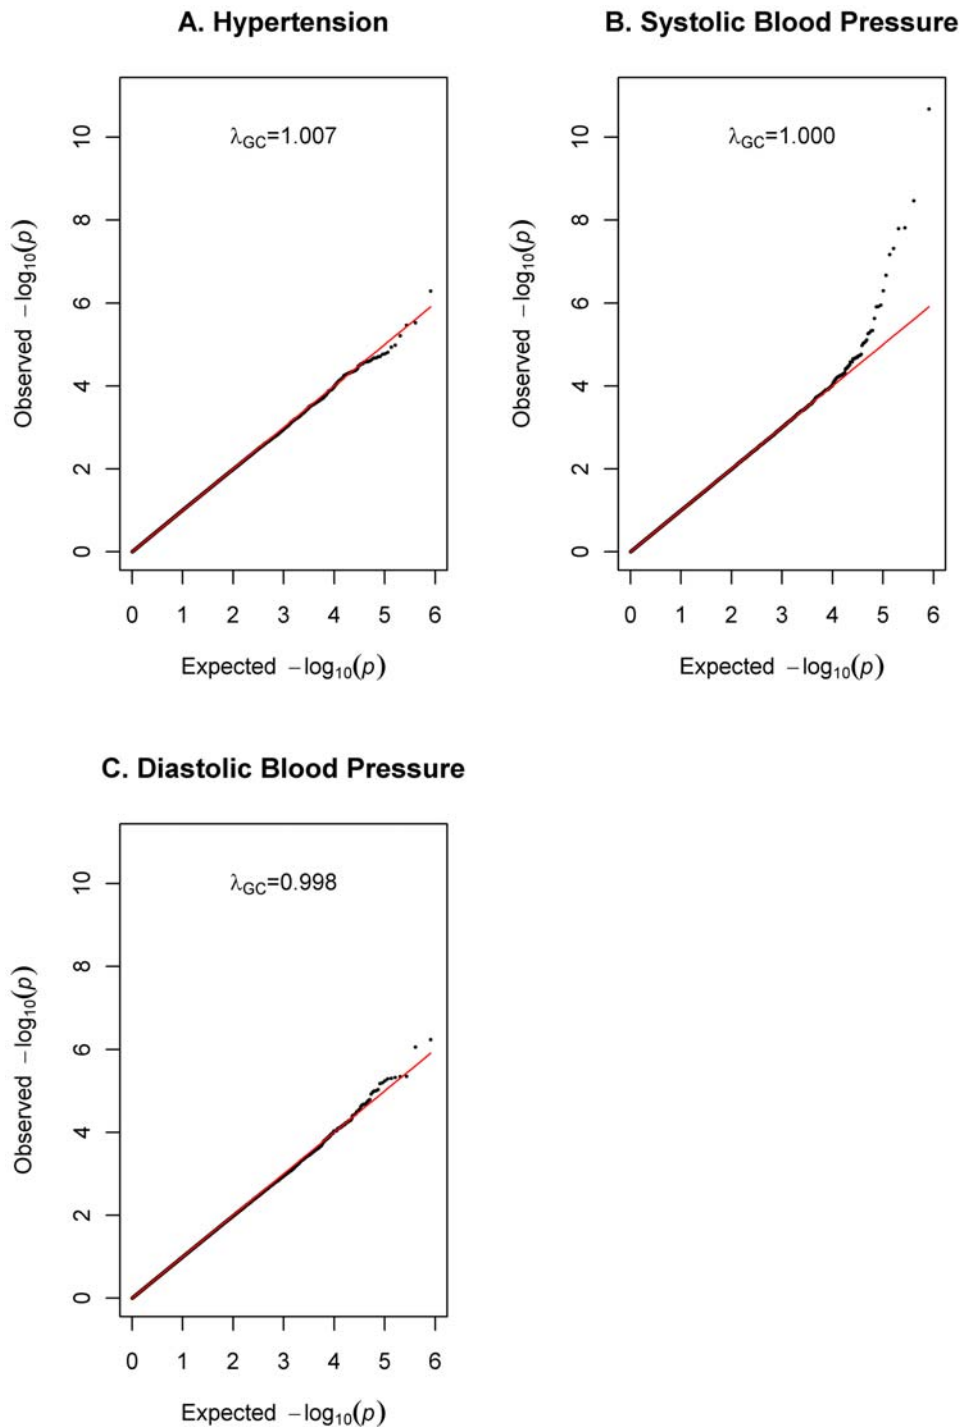 A. Hypertension
λGC=1.007
Observed −log10(p)
0 2 4 6 8 10
0 1 2 3 4 5 6
Expected −log10(p)
B. Systolic Blood Pressure
λGC=1.000
Observed −log10(p)
0 2 4 6 8 10
0 1 2 3 4 5 6
Expected −log10(p)
C. Diastolic Blood Pressure
λGC=0.998
Observed −log10(p)
0 2 4 6 8 10
0 1 2 3 4 5 6
Expected −log10(p)